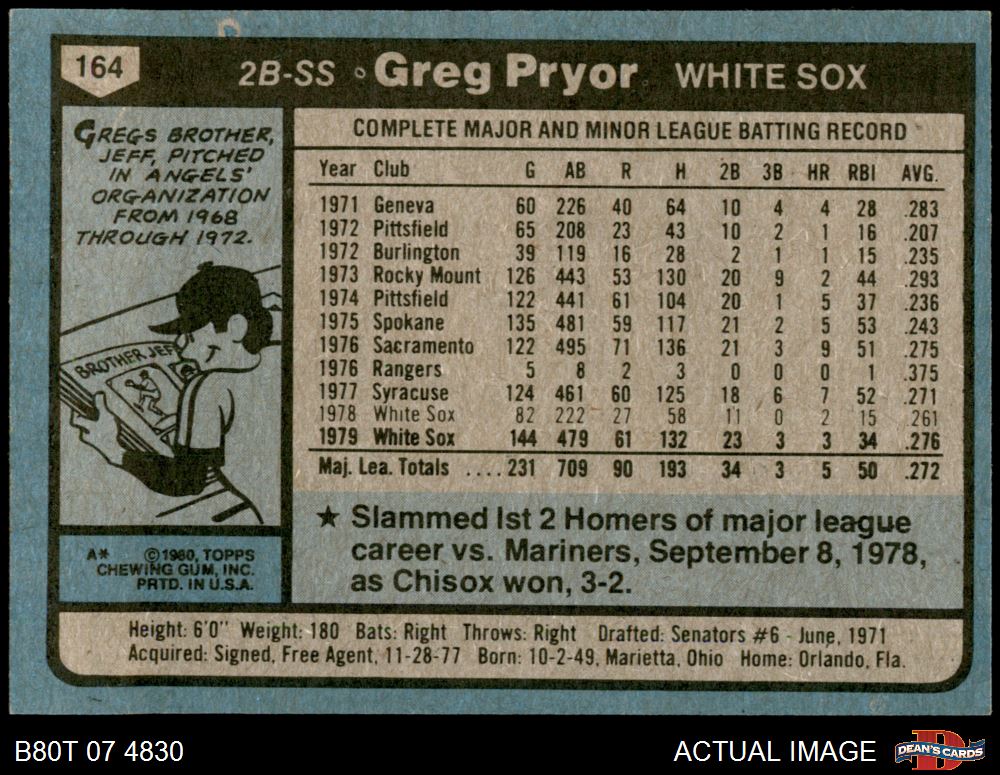 164
2B-SS Greg Pryor WHITE SOX
GREGS BROTHER,
JEFF, PITCHED
IN ANGELS'
ORGANIZATION
FROM 1968
THROUGH 1972.
BROTHER JEF
A* ©1980, TOPPS
CHEWING GUM, INC.
PRTD. IN U.S.A.
COMPLETE MAJOR AND MINOR LEAGUE BATTING RECORD
Year Club G AB R H 2B 3B HR RBI AVG.
1971 Geneva 60 226 40 64 10 4 4 28 .283
1972 Pittsfield 65 208 23 43 10 2 1 16 .207
1972 Burlington 39 119 16 28 2 1 1 15 .235
1973 Rocky Mount 126 443 53 130 20 9 2 44 .293
1974 Pittsfield 122 441 61 104 20 1 5 37 .236
1975 Spokane 135 481 59 117 21 2 5 53 .243
1976 Sacramento 122 495 71 136 21 3 9 51 .275
1976 Rangers 5 8 2 3 0 0 0 1 .375
1977 Syracuse 124 461 60 125 18 6 7 52 .271
1978 White Sox 82 222 27 58 11 0 2 15 .261
1979 White Sox 144 479 61 132 23 3 3 34 .276
Maj. Lea. Totals ....231 709 90 193 34 3 5 50 .272
★ Slammed Ist 2 Homers of major league
career vs. Mariners, September 8, 1978,
as Chisox won, 3-2.
Height: 6'0" Weight: 180 Bats: Right Throws: Right Drafted: Senators #6 - June, 1971
Acquired: Signed, Free Agent, 11-28-77 Born: 10-2-49, Marietta, Ohio Home: Orlando, Fla.
B80T 07 4830
ACTUAL IMAGE
DEAN'S CARDS